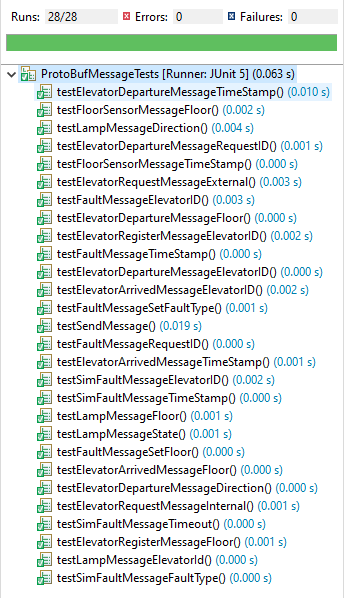 Runs: 28/28 Errors: 0 Failures: 0
ProtoBufMessageTests [Runner: JUnit 5] (0.063 s)
testElevatorDepartureMessageTimeStamp() (0.010 s)
testFloorSensorMessageFloor() (0.002 s)
testLampMessageDirection() (0.004 s)
testElevatorDepartureMessageRequestID() (0.001 s)
testFloorSensorMessageTimeStamp() (0.000 s)
testElevatorRequestMessageExternal() (0.003 s)
testFaultMessageElevatorID() (0.003 s)
testElevatorDepartureMessageFloor() (0.000 s)
testElevatorRegisterMessageElevatorID() (0.002 s)
testFaultMessageTimeStamp() (0.000 s)
testElevatorDepartureMessageElevatorID() (0.000 s)
testElevatorArrivedMessageElevatorID() (0.002 s)
testFaultMessageSetFaultType() (0.001 s)
testSendMessage() (0.019 s)
testFaultMessageRequestID() (0.000 s)
testElevatorArrivedMessageTimeStamp() (0.001 s)
testSimFaultMessageElevatorID() (0.002 s)
testSimFaultMessageTimeStamp() (0.000 s)
testLampMessageFloor() (0.001 s)
testLampMessageState() (0.001 s)
testFaultMessageSetFloor() (0.000 s)
testElevatorArrivedMessageFloor() (0.000 s)
testElevatorDepartureMessageDirection() (0.000 s)
testElevatorRequestMessageInternal() (0.001 s)
testSimFaultMessageTimeout() (0.000 s)
testElevatorRegisterMessageFloor() (0.001 s)
testLampMessageElevatorId() (0.000 s)
testSimFaultMessageFaultType() (0.000 s)